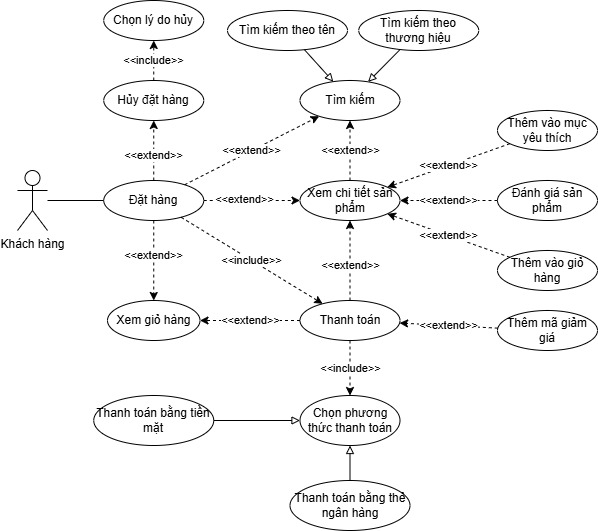 Chọn lý do hủy
Tìm kiếm theo tên
Tìm kiếm theo
thương hiệu
<<include>>
Hủy đặt hàng
Tìm kiếm
Thêm vào mục
yêu thích
<<extend>>
<<extend>>
<<extend>>
<<extend>>
Khách hàng
Đặt hàng
<<extend>>
Xem chi tiết sản
phẩm
<<extend>>
Đánh giá sản
phẩm
<<extend>>
<<extend>>
<<include>>
<<extend>>
Thêm vào giỏ
hàng
Xem giỏ hàng
<<extend>>
Thanh toán
<<extend>>
Thêm mã giảm
giá
<<include>>
Thanh toán bằng tiền
mặt
Chọn phương
thức thanh toán
Thanh toán bằng thẻ
ngân hàng